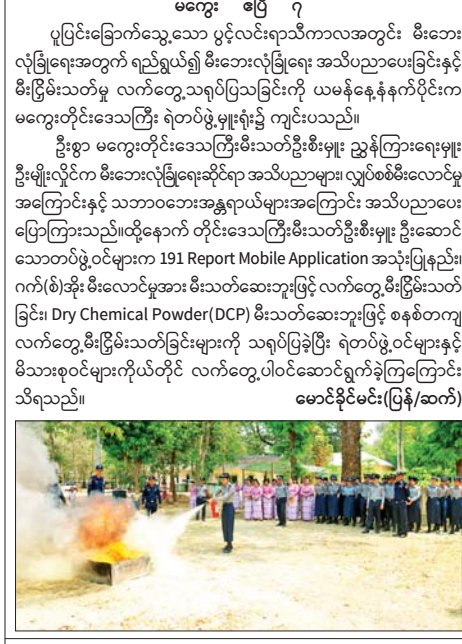 မကွေး ဧပြီ ၇
ပူပြင်းခြောက်သွေ့သော ပွင့်လင်းရာသီကာလအတွင်း မီးဘေး
လုံခြုံရေးအတွက် ရည်ရွယ်၍ မီးဘေးလုံခြုံရေး အသိပညာပေးခြင်းနှင့်
မီးငြှိမ်းသတ်မှု လက်တွေ့သရုပ်ပြသခြင်းကို ယမန်နေ့နံနက်ပိုင်းက
မကွေးတိုင်းဒေသကြီး ရဲတပ်ဖွဲ့မှူးရုံး၌ ကျင်းပသည်။
ဦးစွာ မကွေးတိုင်းဒေသကြီးမီးသတ်ဦးစီးမှူး ညွှန်ကြားရေးမှူး
ဦးမျိုးလှိုင်က မီးဘေးလုံခြုံရေးဆိုင်ရာ အသိပညာများ၊ လျှပ်စစ်မီးလောင်မှု
အကြောင်းနှင့် သဘာဝဘေးအန္တရာယ်များအကြောင်း အသိပညာပေး
ပြောကြားသည်။ထို့နောက် တိုင်းဒေသကြီးမီးသတ်ဦးစီးမှူး ဦးဆောင်
သောတပ်ဖွဲ့ဝင်များက 191 Report Mobile Application အသုံးပြုနည်း၊
ဂက်(စ်)အိုး မီးလောင်မှုအား မီးသတ်ဆေးဘူးဖြင့် လက်တွေ့မီးငြှိမ်းသတ်
ခြင်း၊ Dry Chemical Powder(DCP) မီးသတ်ဆေးဘူးဖြင့် စနစ်တကျ
လက်တွေ့မီးငြှိမ်းသတ်ခြင်းများကို သရုပ်ပြခဲ့ပြီး ရဲတပ်ဖွဲ့ဝင်များနှင့်
မိသားစုဝင်များကိုယ်တိုင် လက်တွေ့ပါဝင်ဆောင်ရွက်ခဲ့ကြကြောင်း
သိရသည်။ မောင်ခိုင်မင်း(ပြန်/ဆက်)